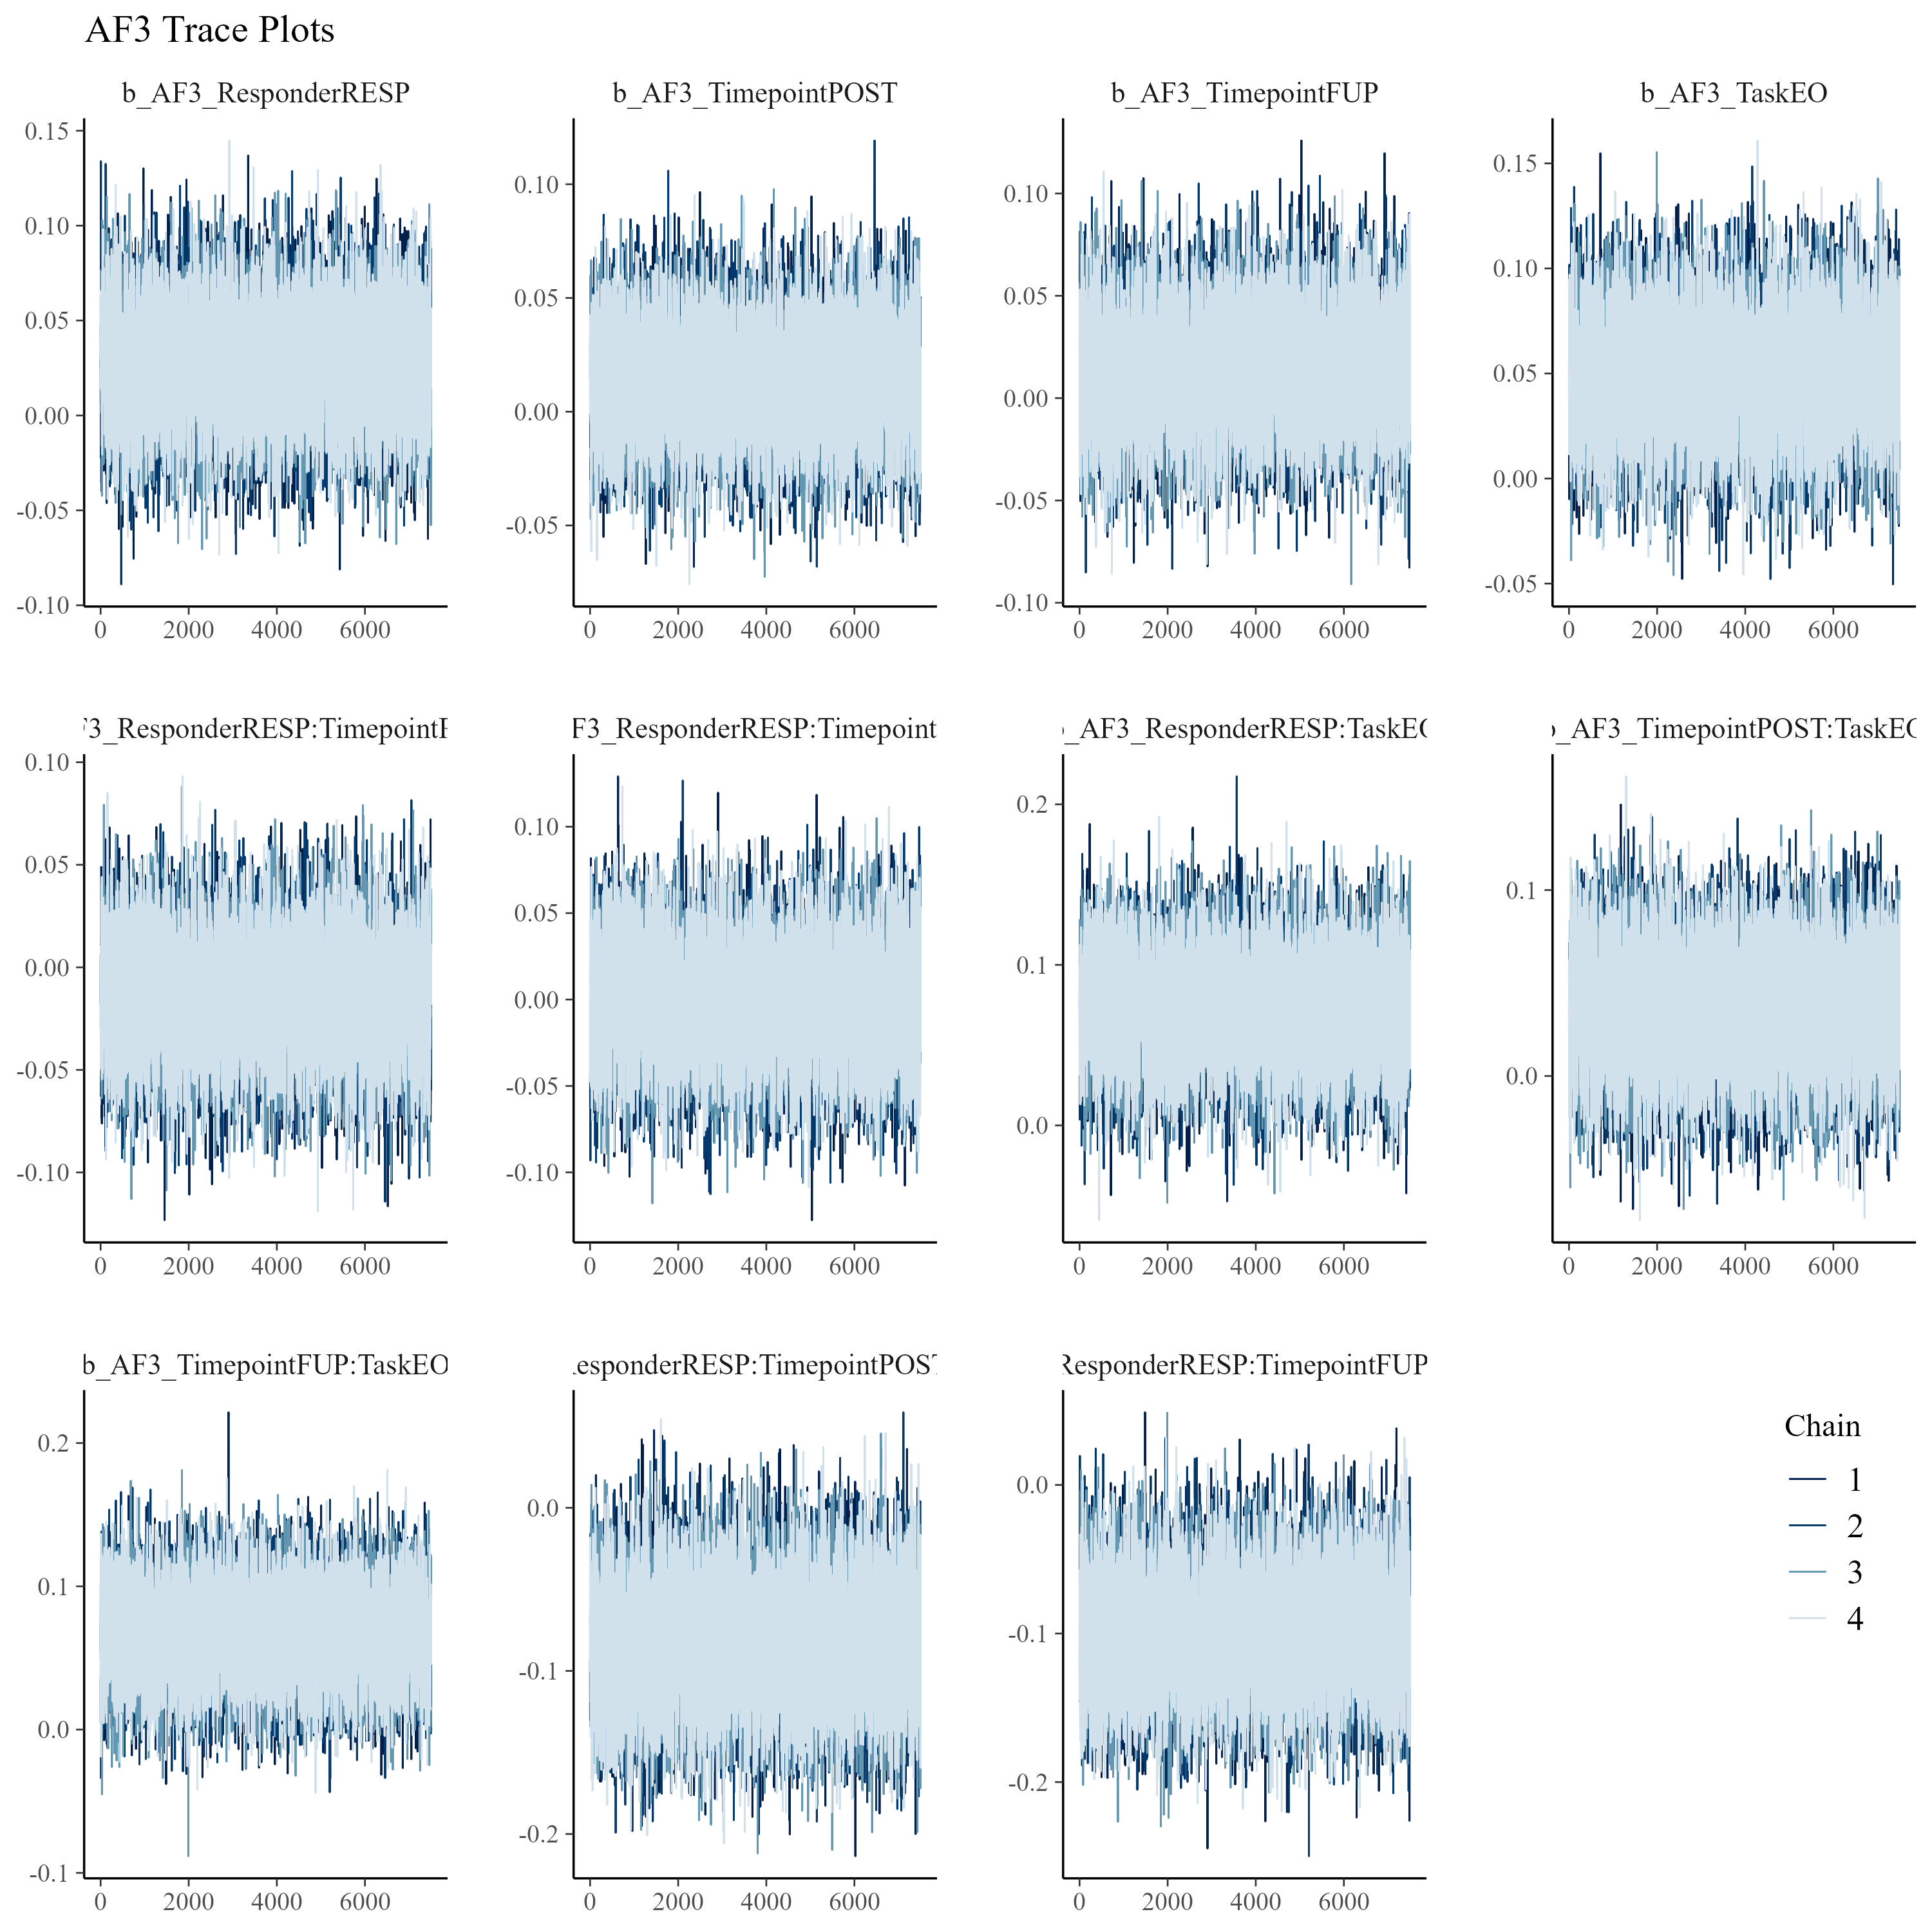 AF3 Trace Plots
b_AF3_ResponderRESP
b_AF3_TimepointPOST
b_AF3_TimepointFUP
b_AF3_TaskEO
0.15
0.10
0.05
0.00
-0.05
-0.10
0 2000 4000 6000
0.10
0.05
0.00
-0.05
0 2000 4000 6000
0.10
0.05
0.00
-0.05
-0.10
0 2000 4000 6000
0.15
0.10
0.05
0.00
-0.05
0 2000 4000 6000
F3_ResponderRESP:Timepoint
F3_ResponderRESP:Timepoint
_AF3_ResponderRESP:TaskEO
_AF3_TimepointPOST:TaskEO
0.10
0.05
0.00
-0.05
-0.10
0 2000 4000 6000
0.10
0.05
0.00
-0.05
-0.10
0 2000 4000 6000
0.2
0.1
0.0
0 2000 4000 6000
0.1
0.0
0 2000 4000 6000
b_AF3_TimepointFUP:TaskEO
esponderRESP:TimepointPOST
ResponderRESP:TimepointFUP
0.2
0.1
0.0
-0.1
0 2000 4000 6000
0.0
-0.1
-0.2
0 2000 4000 6000
0.0
-0.1
-0.2
0 2000 4000 6000
Chain
1
2
3
4